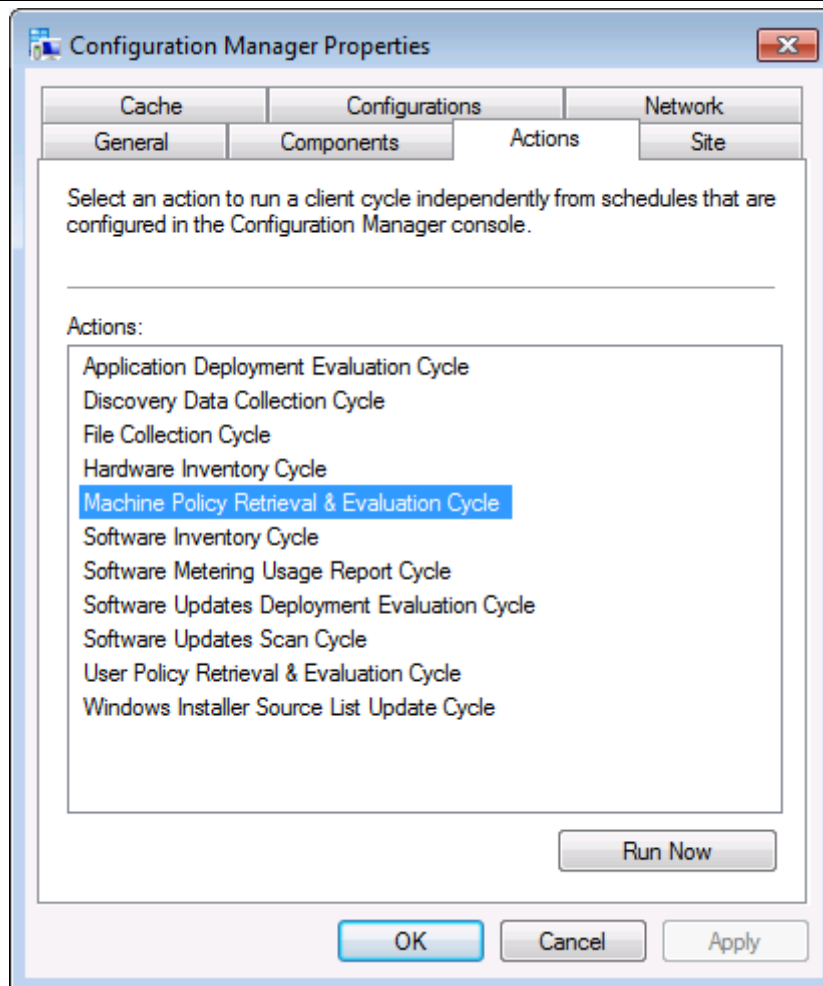 Configuration Manager Properties
Cache
Configurations
Network
General
Components
Actions
Site
Select an action to run a client cycle independently from schedules that are
configured in the Configuration Manager console.
Actions:
Application Deployment Evaluation Cycle
Discovery Data Collection Cycle
File Collection Cycle
Hardware Inventory Cycle
Machine Policy Retrieval & Evaluation Cycle
Software Inventory Cycle
Software Metering Usage Report Cycle
Software Updates Deployment Evaluation Cycle
Software Updates Scan Cycle
User Policy Retrieval & Evaluation Cycle
Windows Installer Source List Update Cycle
Run Now
OK
Cancel
Apply